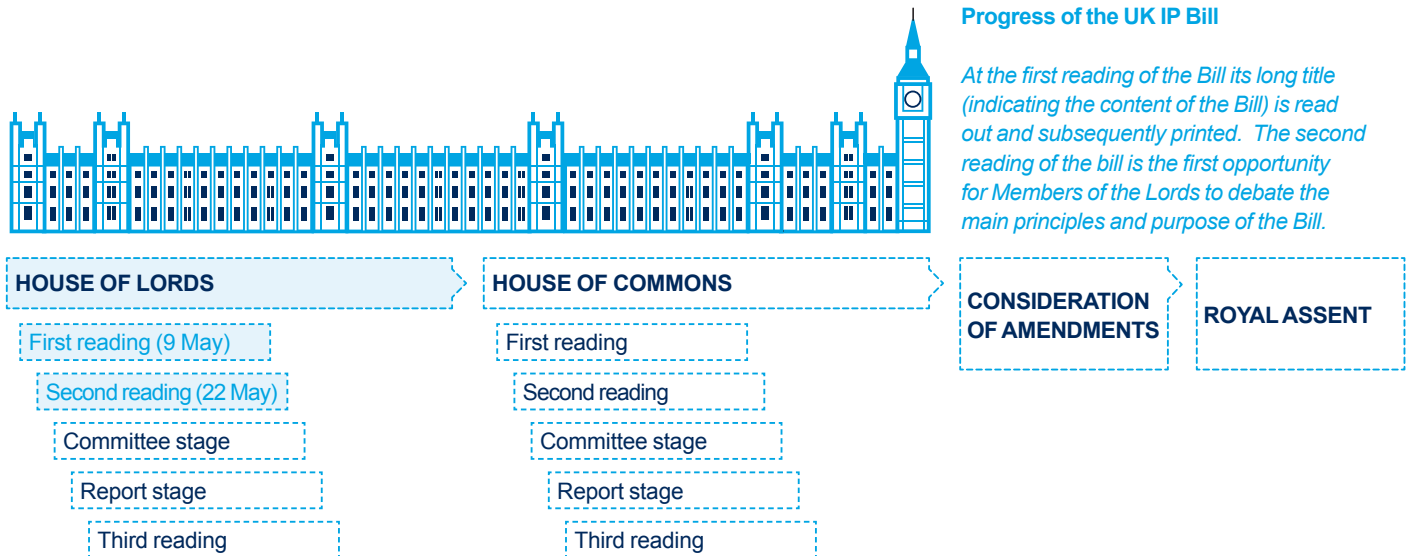 Progress of the UK IP Bill
At the first reading of the Bill its long title
(indicating the content of the Bill) is read
out and subsequently printed.  The second
reading of the bill is the first opportunity
for Members of the Lords to debate the
main principles and purpose of the Bill.
HOUSE OF LORDS
First reading (9 May)
Second reading (22 May)
Committee stage
Report stage
Third reading
HOUSE OF COMMONS
First reading
Second reading
Committee stage
Report stage
Third reading
CONSIDERATION
OF AMENDMENTS
ROYAL ASSENT